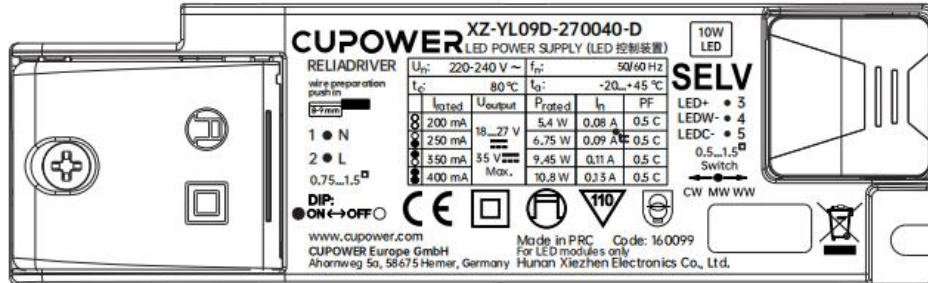 CUPOWER XZ-YL09D-270040-D
LED POWER SUPPLY (LED 控制装置)
10W
LED
RELIADRIVER
wire preparation
push in
8-9mm
1 ● N
2 ● L
0.75...1.5
DIP:
●ON↔OFF○
Un: 220-240 V ~ fn: 50/60 Hz
tc: 80℃ ta: -20...+45 ℃
Irated Uoutput Prated In PF
200 mA 5.4 W 0.08 A 0.5 C
250 mA 6.75 W 0.09 A 0.5 C
350 mA 9.45 W 0.11 A 0.5 C
400 mA 10.8 W 0.13 A 0.5 C
18...27 V
35 V
Max.
SELV
LED+ ● 3
LEDW- ● 4
LEDC- ● 5
0.5...1.5
Switch
CW MW WW
CE
110
www.cupower.com
CUPOWER Europe GmbH
Ahornweg 5a, 58675 Hemer, Germany
Made in PRC Code: 160099
For LED modules only
Hunan Xiezhen Electronics Co., Ltd.